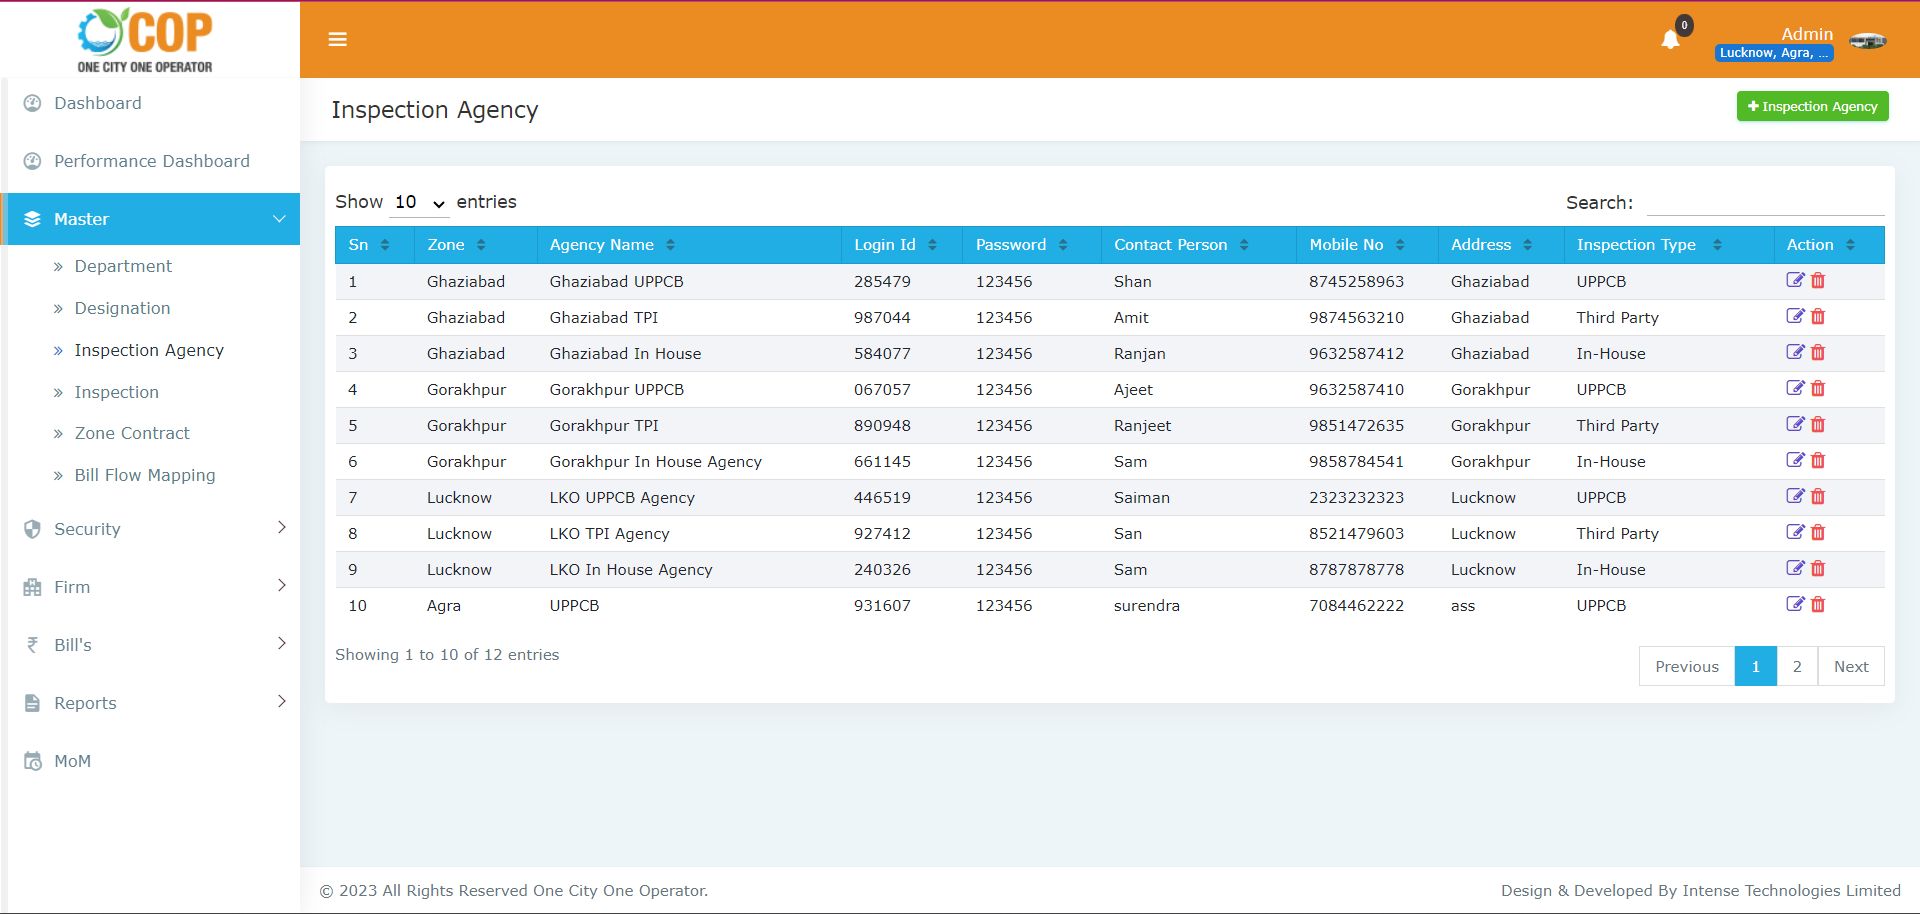 COP
ONE CITY ONE OPERATOR
0
Admin
Lucknow, Agra, ...
Dashboard
Performance Dashboard
Master
Department
Designation
Inspection Agency
Inspection
Zone Contract
Bill Flow Mapping
Security
Firm
Bill's
Reports
MoM
Inspection Agency
Inspection Agency
Show 10 entries
Search:
Sn Zone Agency Name Login Id Password Contact Person Mobile No Address Inspection Type Action
1 Ghaziabad Ghaziabad UPPCB 285479 123456 Shan 8745258963 Ghaziabad UPPCB
2 Ghaziabad Ghaziabad TPI 987044 123456 Amit 9874563210 Ghaziabad Third Party
3 Ghaziabad Ghaziabad In House 584077 123456 Ranjan 9632587412 Ghaziabad In-House
4 Gorakhpur Gorakhpur UPPCB 067057 123456 Ajeet 9632587410 Gorakhpur UPPCB
5 Gorakhpur Gorakhpur TPI 890948 123456 Ranjeet 9851472635 Gorakhpur Third Party
6 Gorakhpur Gorakhpur In House Agency 661145 123456 Sam 9858784541 Gorakhpur In-House
7 Lucknow LKO UPPCB Agency 446519 123456 Saiman 2323232323 Lucknow UPPCB
8 Lucknow LKO TPI Agency 927412 123456 San 8521479603 Lucknow Third Party
9 Lucknow LKO In House Agency 240326 123456 Sam 8787878778 Lucknow In-House
10 Agra UPPCB 931607 123456 surendra 7084462222 ass UPPCB
Showing 1 to 10 of 12 entries
Previous 1 2 Next
© 2023 All Rights Reserved One City One Operator.
Design & Developed By Intense Technologies Limited